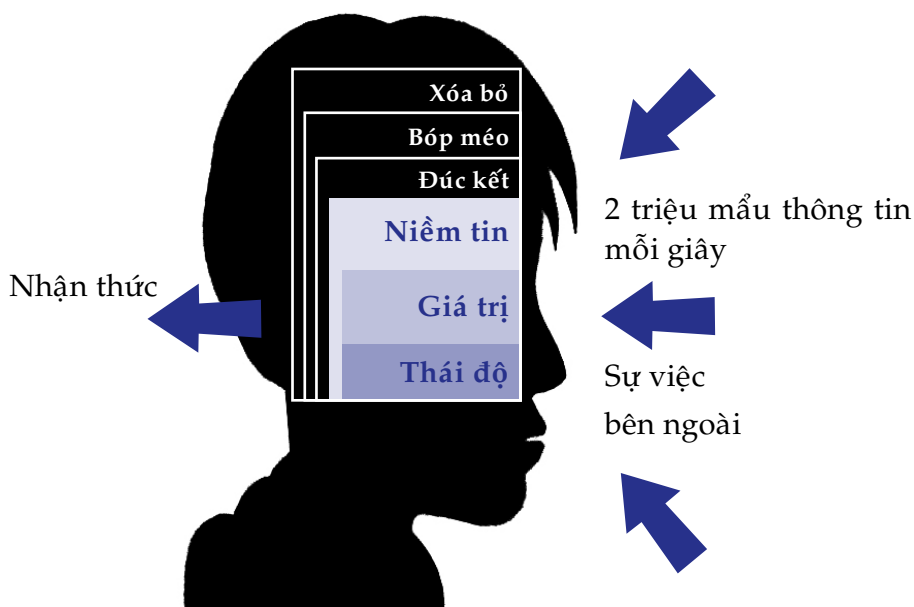 Xóa bỏ
Bóp méo
Đúc kết
Niềm tin
Giá trị
Thái độ
Nhận thức
2 triệu mẩu thông tin
mỗi giây
Sự việc
bên ngoài